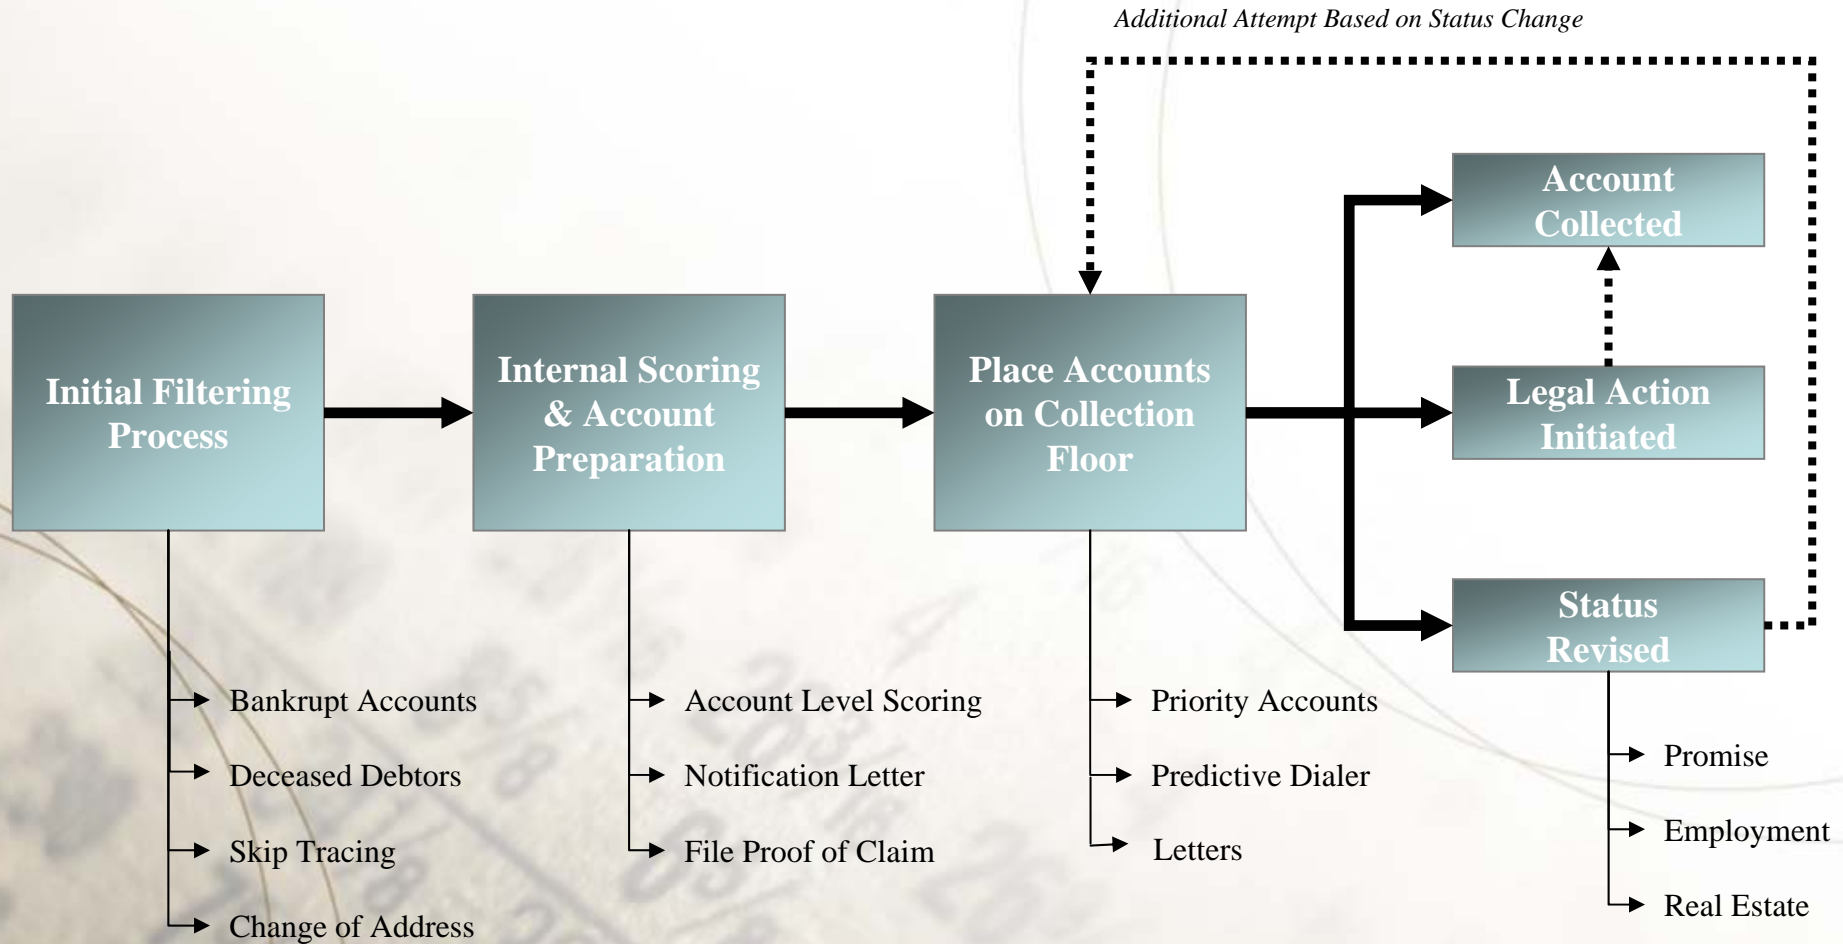 Additional Attempt Based on Status Change
Account
Collected
Initial Filtering
Process
Internal Scoring
& Account
Preparation
Place Accounts
on Collection
Floor
Legal Action
Initiated
Status
Revised
Bankrupt Accounts
Deceased Debtors
Skip Tracing
Change of Address
Account Level Scoring
Notification Letter
File Proof of Claim
Priority Accounts
Predictive Dialer
Letters
Promise
Employment
Real Estate